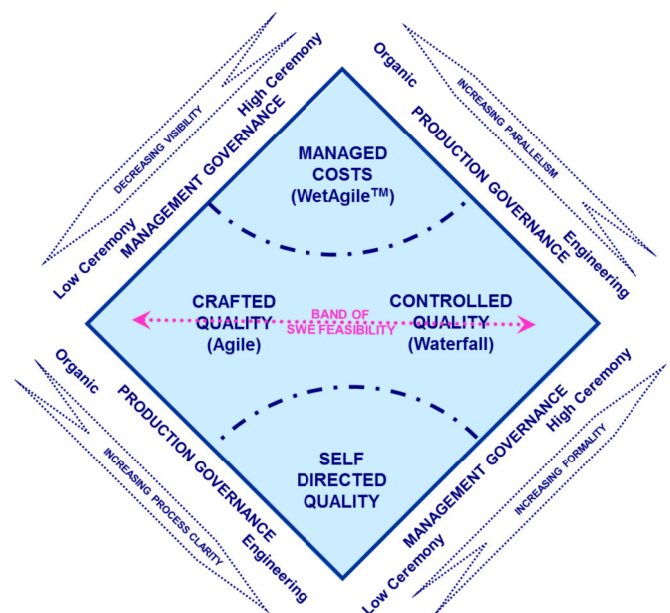 Organic
High Ceremony
INCREASING PARALLELISM
DECREASING VISIBILITY
MANAGEMENT GOVERNANCE
PRODUCTION GOVERNANCE
MANAGED
COSTS
(WetAgile™)
Low Ceremony
Engineering
CRAFTED
QUALITY
(Agile)
BAND OF
SWE FEASIBILITY
CONTROLLED
QUALITY
(Waterfall)
Organic
High Ceremony
PRODUCTION GOVERNANCE
MANAGEMENT GOVERNANCE
INCREASING PROCESS CLARITY
INCREASING FORMALITY
SELF
DIRECTED
QUALITY
Engineering
Low Ceremony